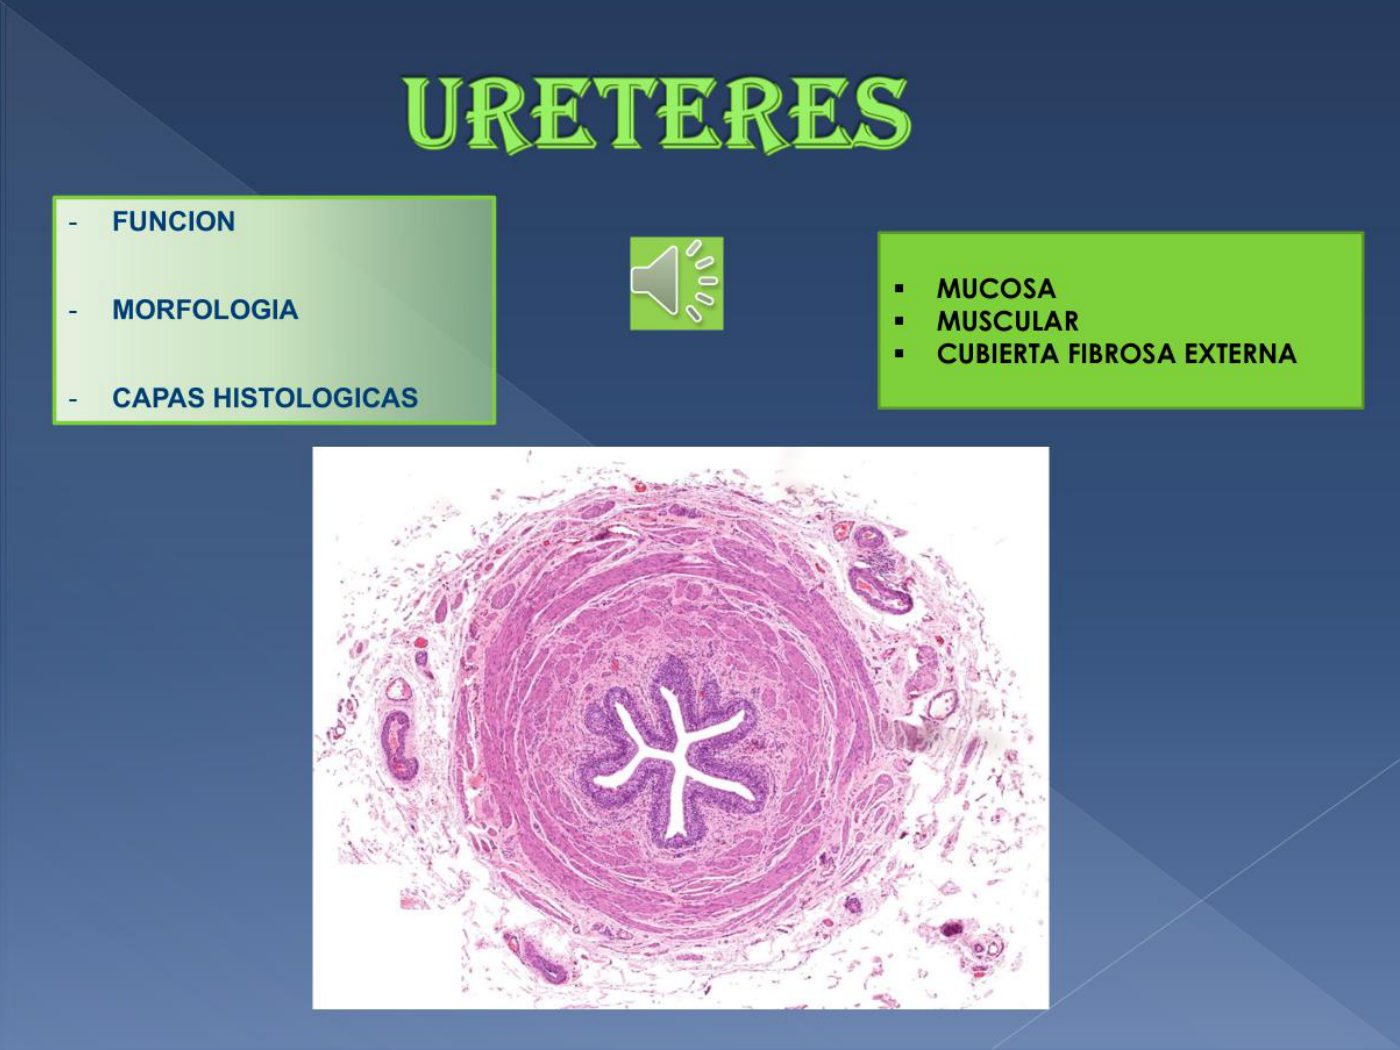 URETERES
- FUNCION
- MORFOLOGIA
- CAPAS HISTOLOGICAS
▪ MUCOSA
▪ MUSCULAR
▪ CUBIERTA FIBROSA EXTERNA